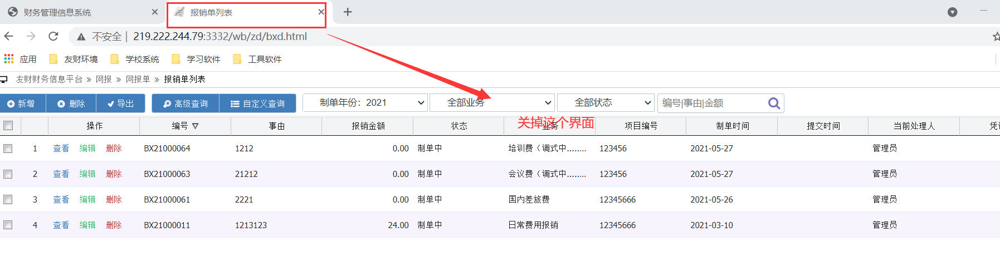 财务管理信息系统 报销单列表
不安全 219.222.244.79:3332/wb/zd/bxd.html
应用 友财环境 学校系统 学习软件 工具软件
友财财务信息平台 » 网报 » 网报单 » 报销单列表
新增 删除 导出 高级查询 自定义查询 制单年份：2021 全部业务 全部状态 编号|事由|金额
关掉这个界面
操作 编号 事由 报销金额 状态 业务 项目编号 制单时间 提交时间 当前处理人
1 查看 编辑 删除 BX21000064 1212 0.00 制单中 培训费（调式中........ 123456 2021-05-27 管理员
2 查看 编辑 删除 BX21000063 21212 0.00 制单中 会议费（调式中........ 123456 2021-05-27 管理员
3 查看 编辑 删除 BX21000061 2221 0.00 制单中 国内差旅费 12345666 2021-05-26 管理员
4 查看 编辑 删除 BX21000011 1213123 24.00 制单中 日常费用报销 12345666 2021-03-10 管理员